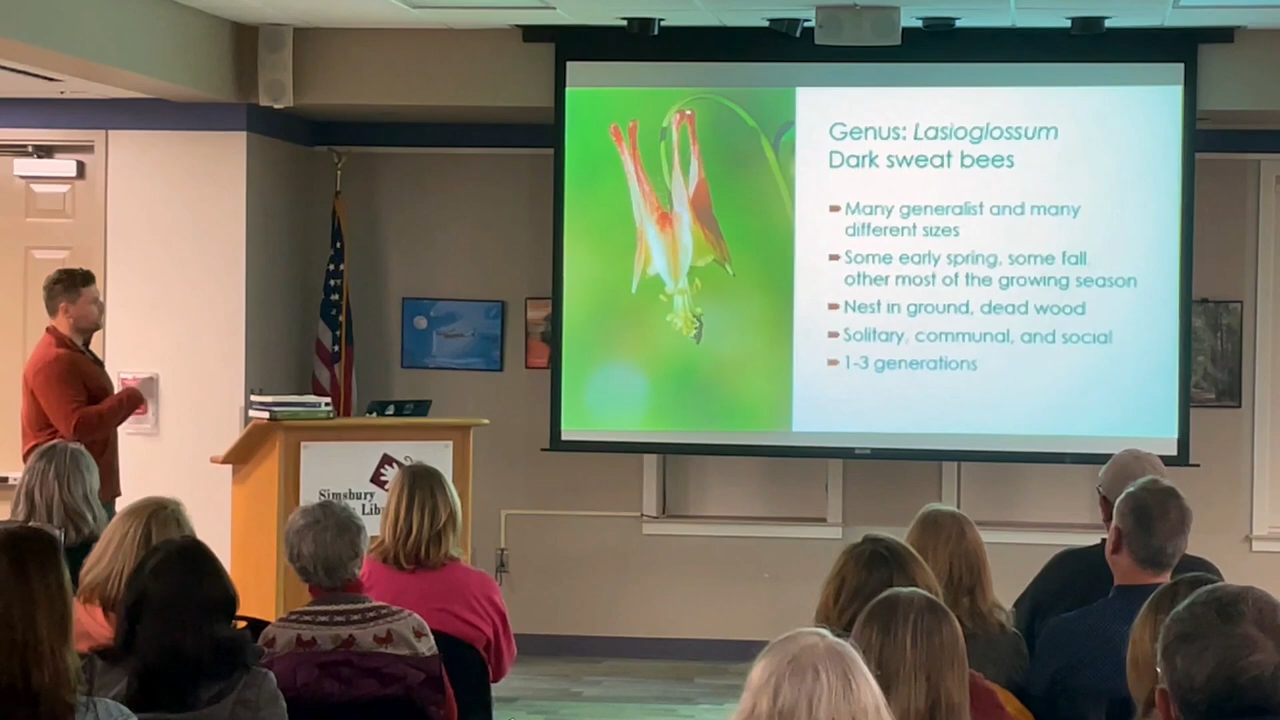 Genus: Lasioglossum
Dark sweat bees
Many generalist and many
different sizes
Some early spring, some fall
other most of the growing season
Nest in ground, dead wood
Solitary, communal, and social
1-3 generations
Simsbury